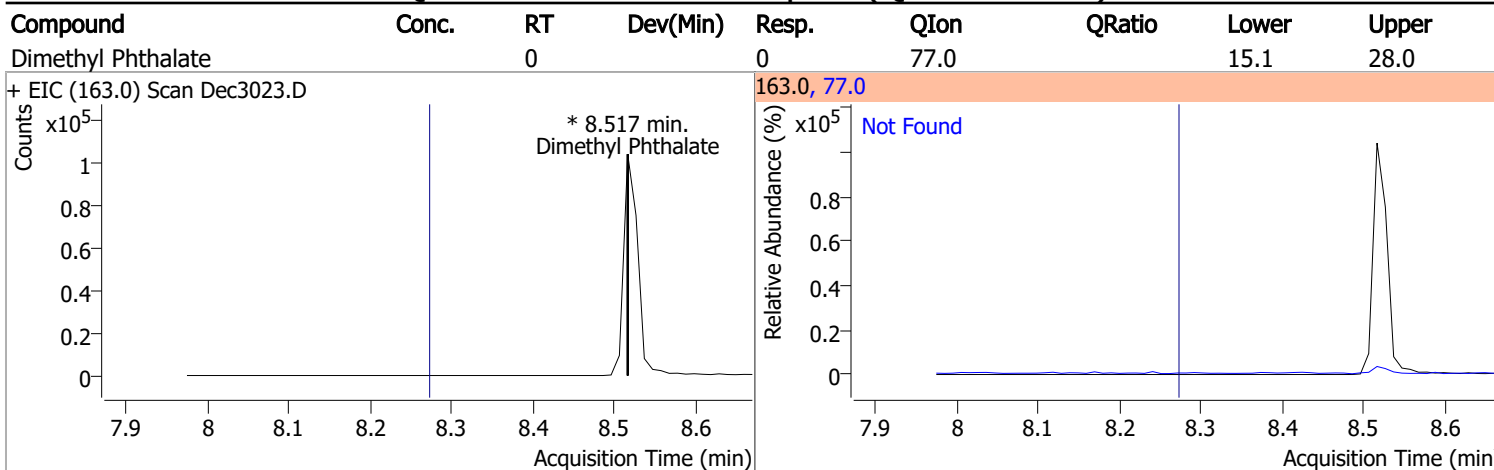 Compound Conc. RT Dev(Min) Resp. QIon QRatio Lower Upper
Dimethyl Phthalate 0 0 77.0 15.1 28.0
+ EIC (163.0) Scan Dec3023.D
Counts
x10^5
* 8.517 min.
Dimethyl Phthalate
1
0.8
0.6
0.4
0.2
0
7.9 8 8.1 8.2 8.3 8.4 8.5 8.6
Acquisition Time (min)
163.0, 77.0
Relative Abundance (%)
x10^5
Not Found
0.8
0.6
0.4
0.2
0
7.9 8 8.1 8.2 8.3 8.4 8.5 8.6
Acquisition Time (min